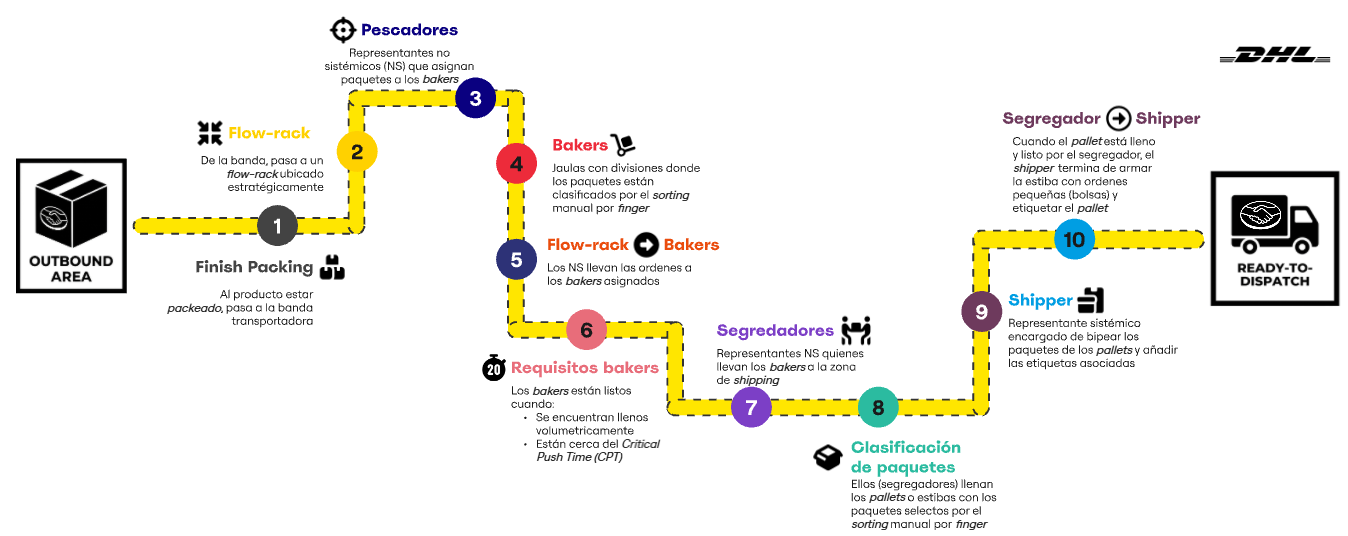 OUTBOUND
AREA
1
Finish Packing
Al producto estar
packeado, pasa a la banda
transportadora
2
Flow-rack
De la banda, pasa a un
flow-rack ubicado
estratégicamente
3
Pescadores
Representantes no
sistémicos (NS) que asignan
paquetes a los bakers
4
Bakers
Jaulas con divisiones donde
los paquetes están
clasificados por el sorting
manual por finger
5
Flow-rack Bakers
Los NS llevan las ordenes a
los bakers asignados
6
20
Requisitos bakers
Los bakers están listos
cuando:
• Se encuentran llenos
volumetricamente
• Están cerca del Critical
Push Time (CPT)
7
Segredadores
Representantes NS quienes
llevan los bakers a la zona
de shipping
8
Clasificación
de paquetes
Ellos (segregadores) llenan
los pallets o estibas con los
paquetes selectos por el
sorting manual por finger
9
Shipper
Representante sistémico
encargado de bipear los
paquetes de los pallets y añadir
las etiquetas asociadas
10
Segregador Shipper
Cuando el pallet está lleno
y listo por el segregador, el
shipper termina de armar
la estiba con ordenes
pequeñas (bolsas) y
etiquetar el pallet
DHL
READY-TO-
DISPATCH